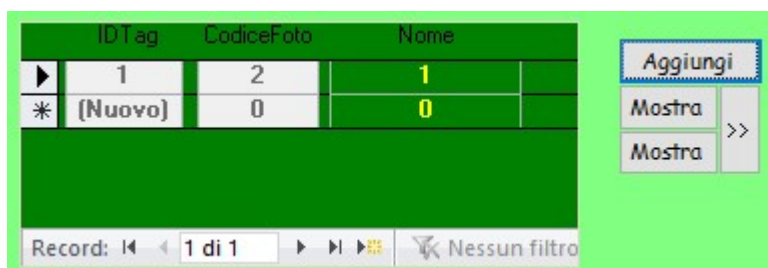 IDTag CodiceFoto Nome
1 2 1
(Nuovo) 0 0
Record: 1 di 1 Nessun filtro
Aggiungi
Mostra
>>
Mostra